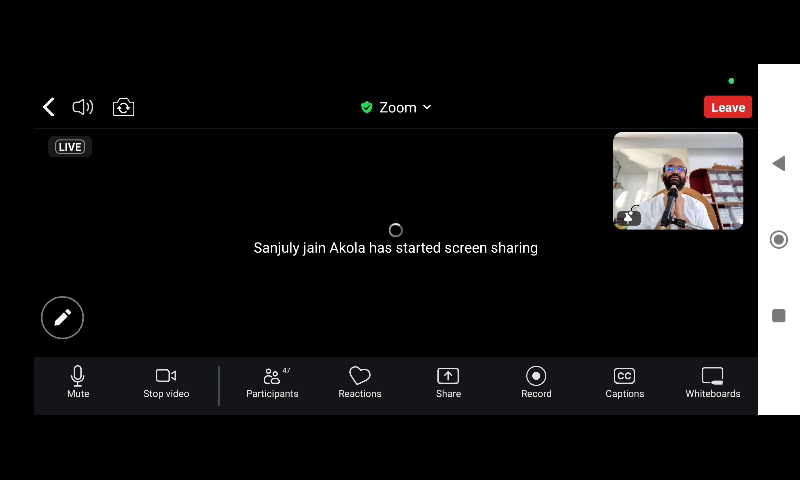 Zoom
Leave
LIVE
Sanjuly jain Akola has started screen sharing
Mute
Stop video
Participants 47
Reactions
Share
Record
CC
Captions
Whiteboards